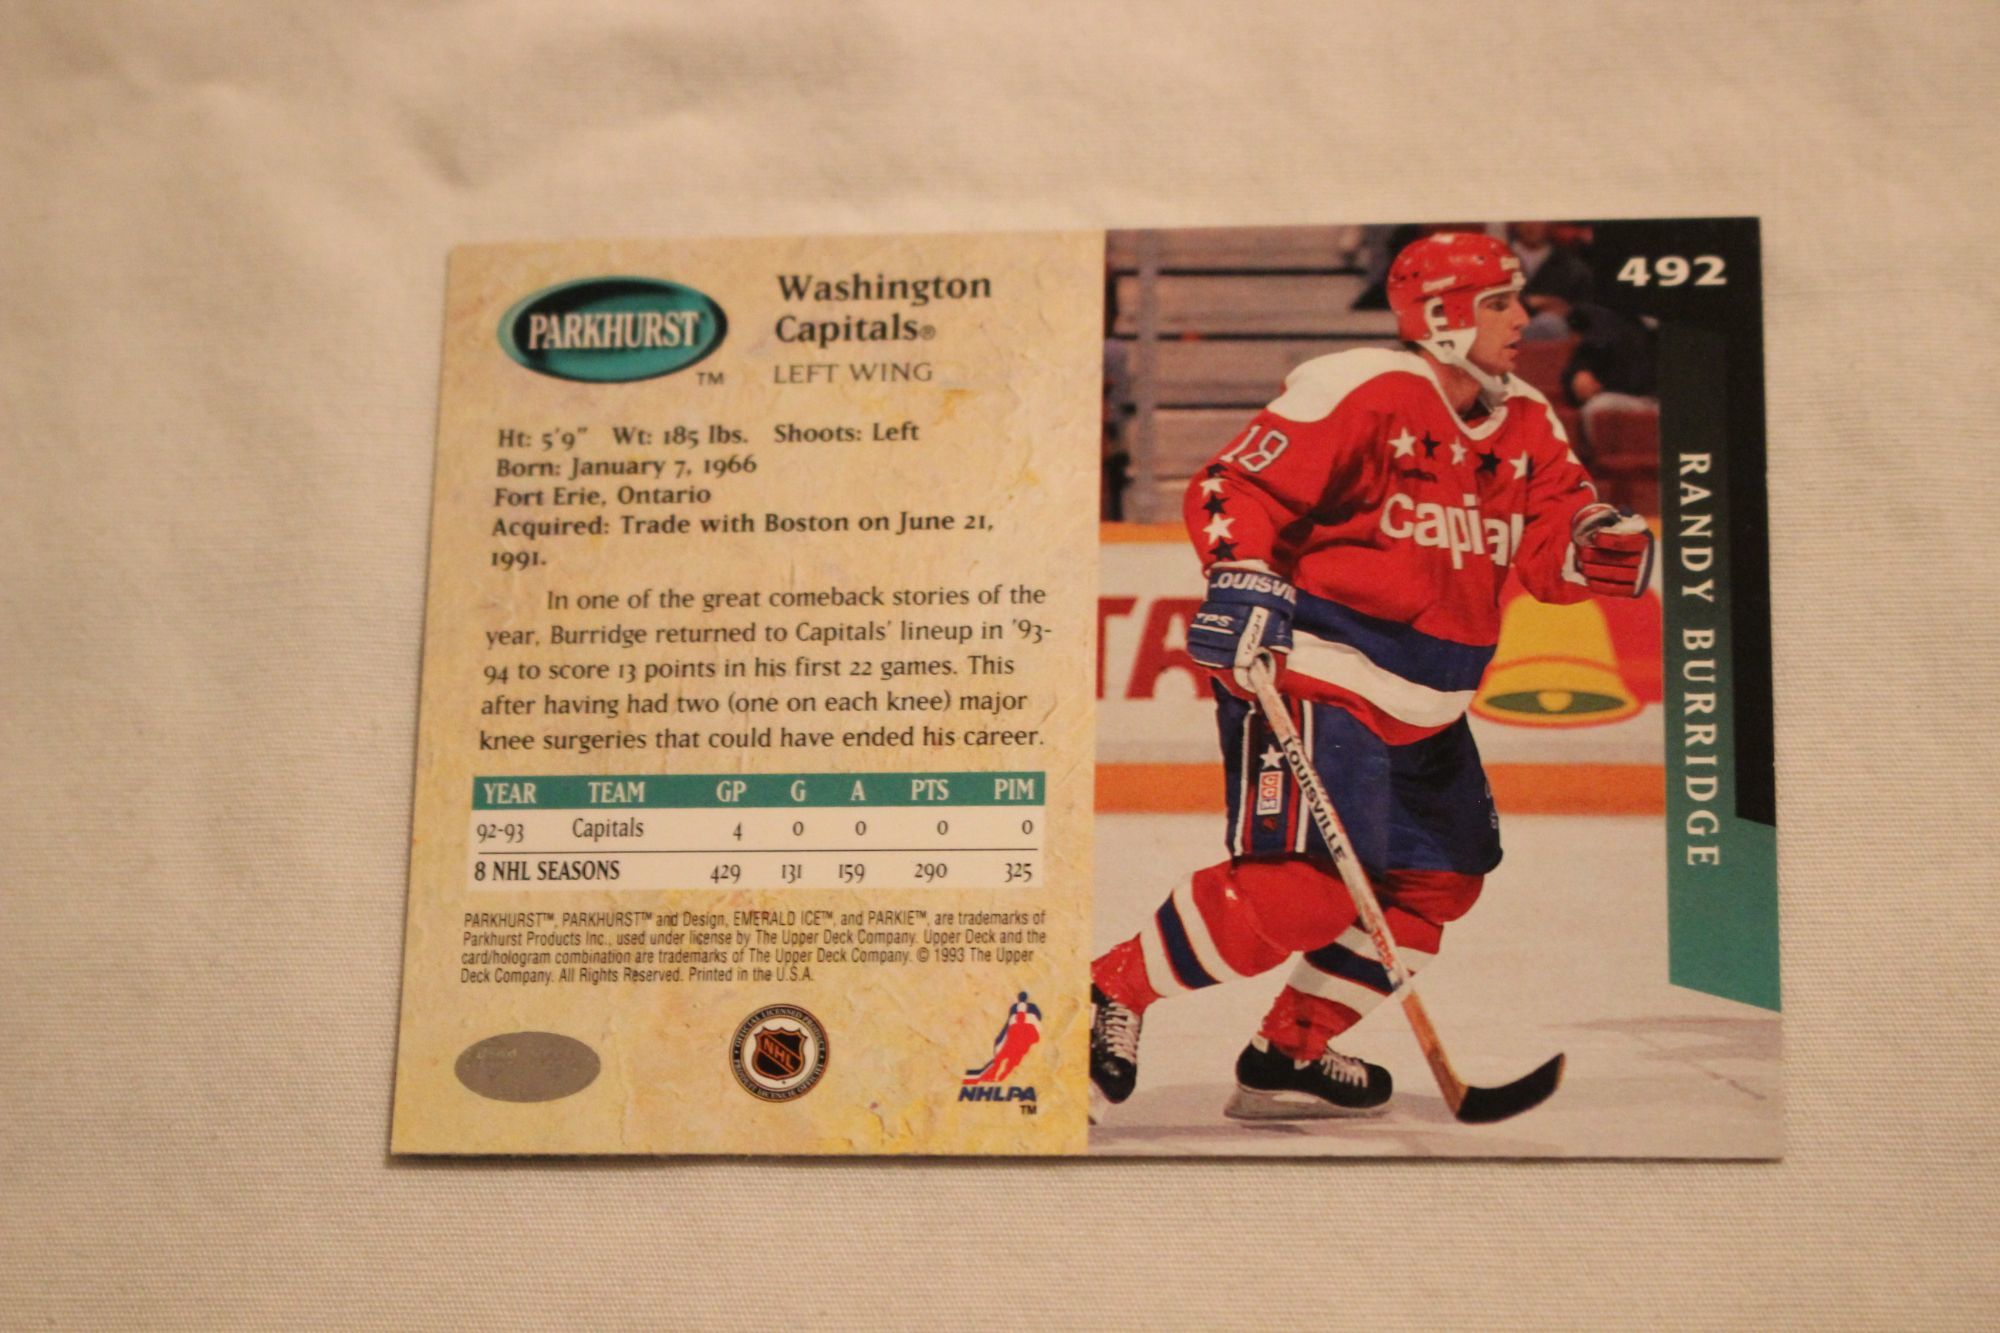 PARKHURST
TM
Washington
Capitals®
LEFT WING
Ht: 5'9" Wt: 185 lbs. Shoots: Left
Born: January 7, 1966
Fort Erie, Ontario
Acquired: Trade with Boston on June 21,
1991.
In one of the great comeback stories of the
year, Burridge returned to Capitals' lineup in '93-
94 to score 13 points in his first 22 games. This
after having had two (one on each knee) major
knee surgeries that could have ended his career.
YEAR TEAM GP G A PTS PIM
92-93 Capitals 4 0 0 0 0
8 NHL SEASONS 429 131 159 290 325
PARKHURST™, PARKHURST™ and Design, EMERALD ICE™, and PARKIE™, are trademarks of
Parkhurst Products Inc., used under license by The Upper Deck Company. Upper Deck and the
card/hologram combination are trademarks of The Upper Deck Company. © 1993 The Upper
Deck Company. All Rights Reserved. Printed in the U.S.A.
OFFICIAL LICENSED PRODUCT
NHL
NHLPA
TM
492
RANDY BURRIDGE
18
Capital
LOUISVIL
TPS
TA
CCM
LOUISVILLE